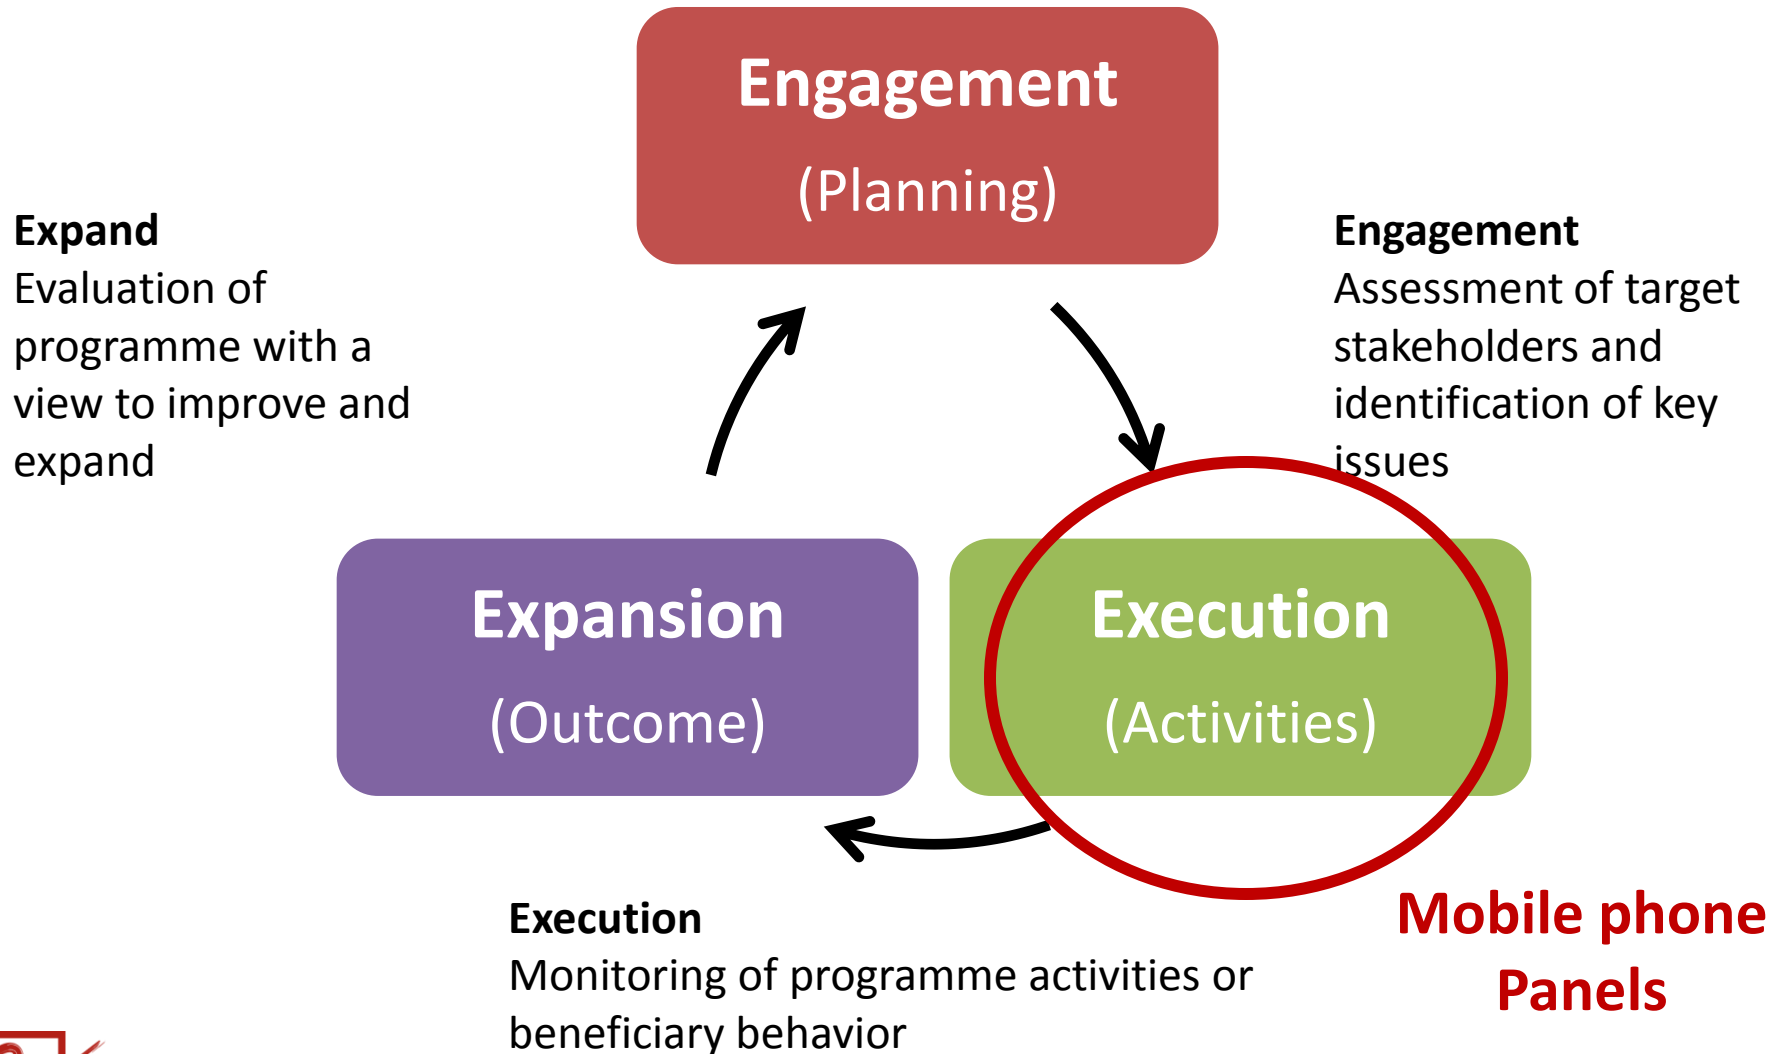 Engagement
(Planning)
Expand
Evaluation of
programme with a
view to improve and
expand
Engagement
Assessment of target
stakeholders and
identification of key
issues
Expansion
(Outcome)
Execution
(Activities)
Execution
Monitoring of programme activities or
beneficiary behavior
Mobile phone
Panels